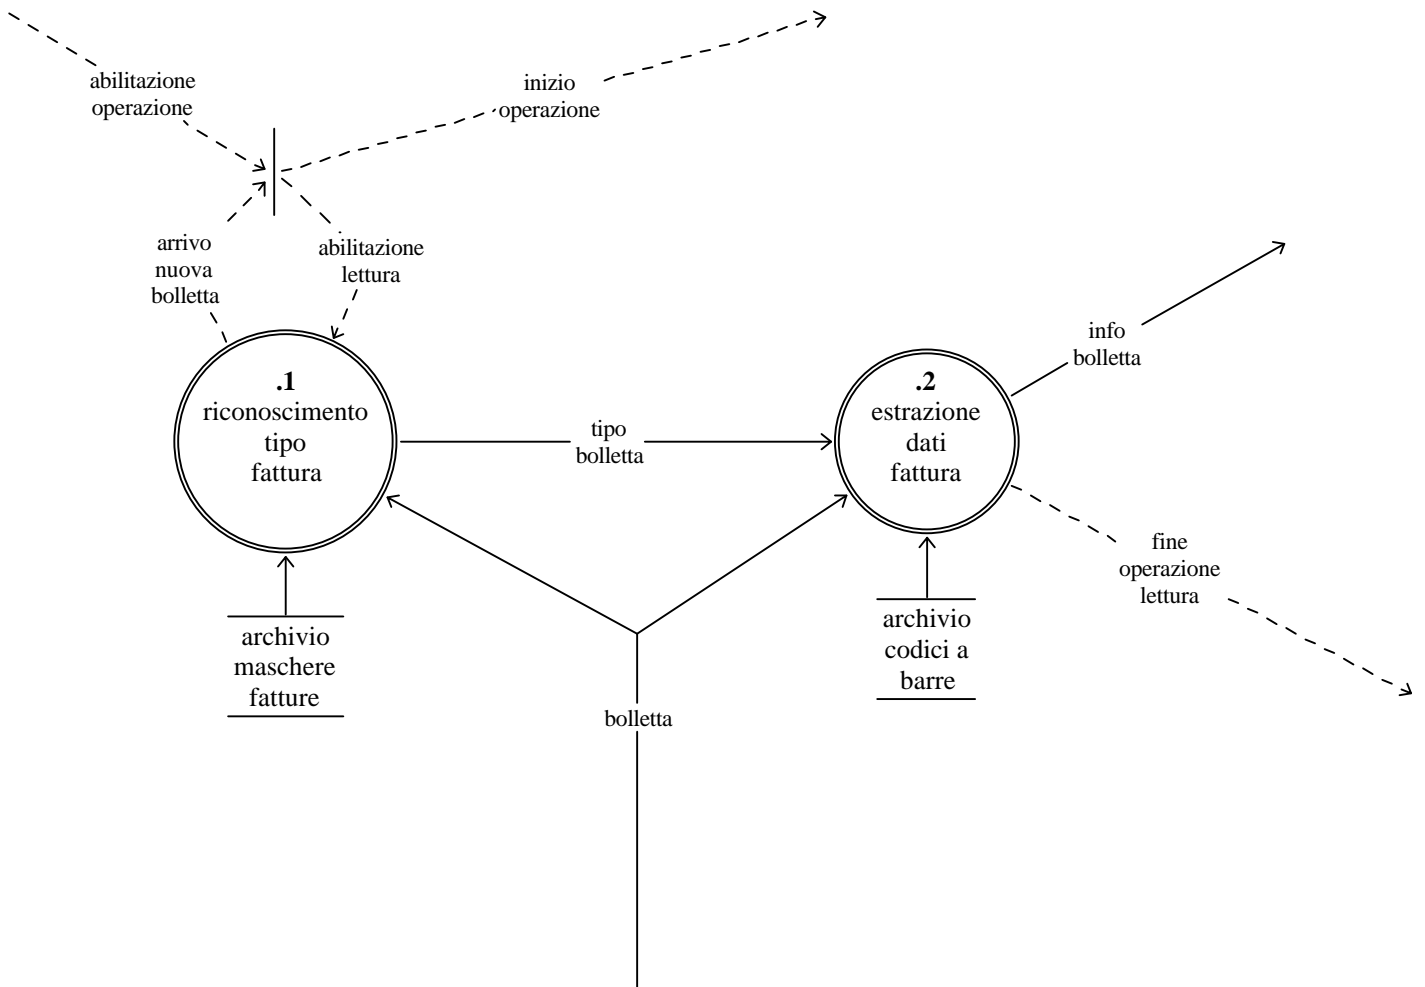 abilitazione
operazione
inizio
operazione
arrivo
nuova
bolletta
abilitazione
lettura
info
bolletta
.1
riconoscimento
tipo
fattura
tipo
bolletta
.2
estrazione
dati
fattura
fine
operazione
lettura
archivio
maschere
fatture
archivio
codici a
barre
bolletta